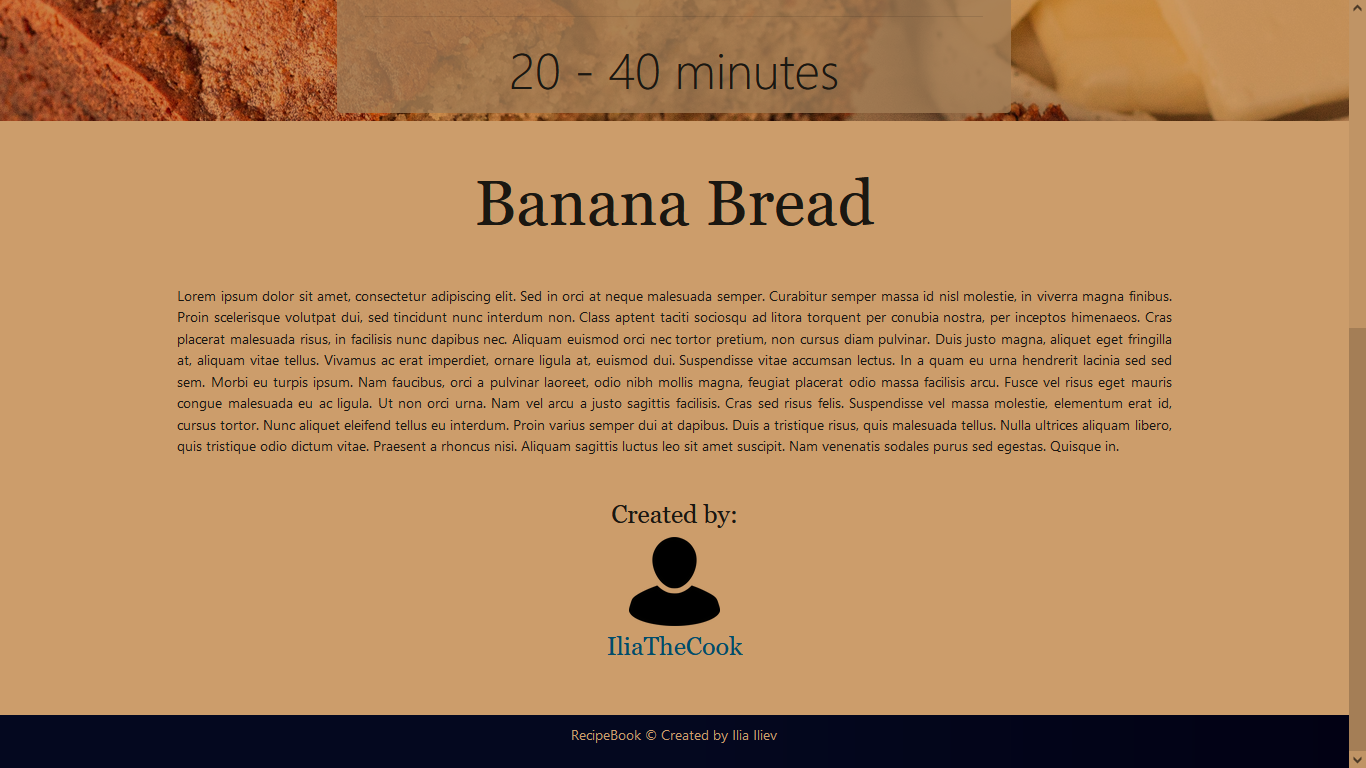 20 - 40 minutes
Banana Bread
Lorem ipsum dolor sit amet, consectetur adipiscing elit. Sed in orci at neque malesuada semper. Curabitur semper massa id nisl molestie, in viverra magna finibus.
Proin scelerisque volutpat dui, sed tincidunt nunc interdum non. Class aptent taciti sociosqu ad litora torquent per conubia nostra, per inceptos himenaeos. Cras
placerat malesuada risus, in facilisis nunc dapibus nec. Aliquam euismod orci nec tortor pretium, non cursus diam pulvinar. Duis justo magna, aliquet eget fringilla
at, aliquam vitae tellus. Vivamus ac erat imperdiet, ornare ligula at, euismod dui. Suspendisse vitae accumsan lectus. In a quam eu urna hendrerit lacinia sed sed
sem. Morbi eu turpis ipsum. Nam faucibus, orci a pulvinar laoreet, odio nibh mollis magna, feugiat placerat odio massa facilisis arcu. Fusce vel risus eget mauris
congue malesuada eu ac ligula. Ut non orci urna. Nam vel arcu a justo sagittis facilisis. Cras sed risus felis. Suspendisse vel massa molestie, elementum erat id,
cursus tortor. Nunc aliquet eleifend tellus eu interdum. Proin varius semper dui at dapibus. Duis a tristique risus, quis malesuada tellus. Nulla ultrices aliquam libero,
quis tristique odio dictum vitae. Praesent a rhoncus nisi. Aliquam sagittis luctus leo sit amet suscipit. Nam venenatis sodales purus sed egestas. Quisque in.
Created by:
IliaTheCook
RecipeBook © Created by Ilia Iliev